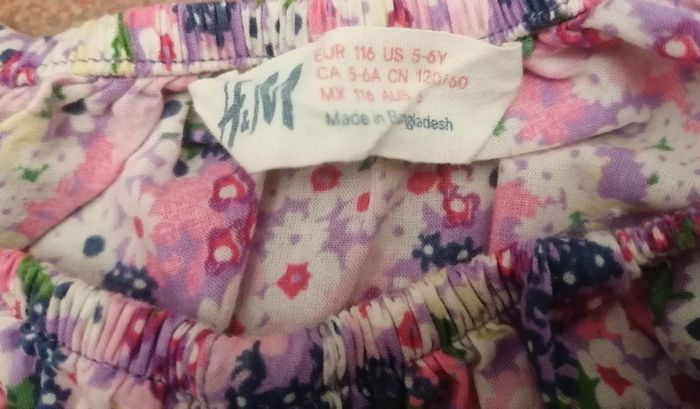 H&M
EUR 116 US 5-6Y
CA 5-6A CN 120/60
MX 116 AUS
Made in Bangladesh